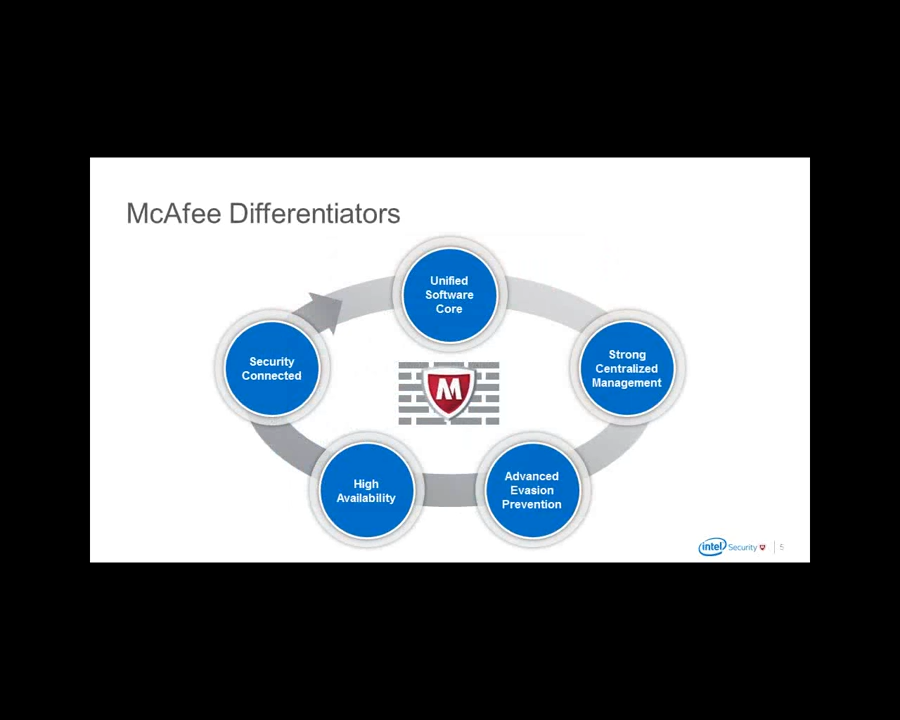 McAfee Differentiators
Unified
Software
Core
Strong
Centralized
Management
Advanced
Evasion
Prevention
High
Availability
Security
Connected
M
intel Security
5